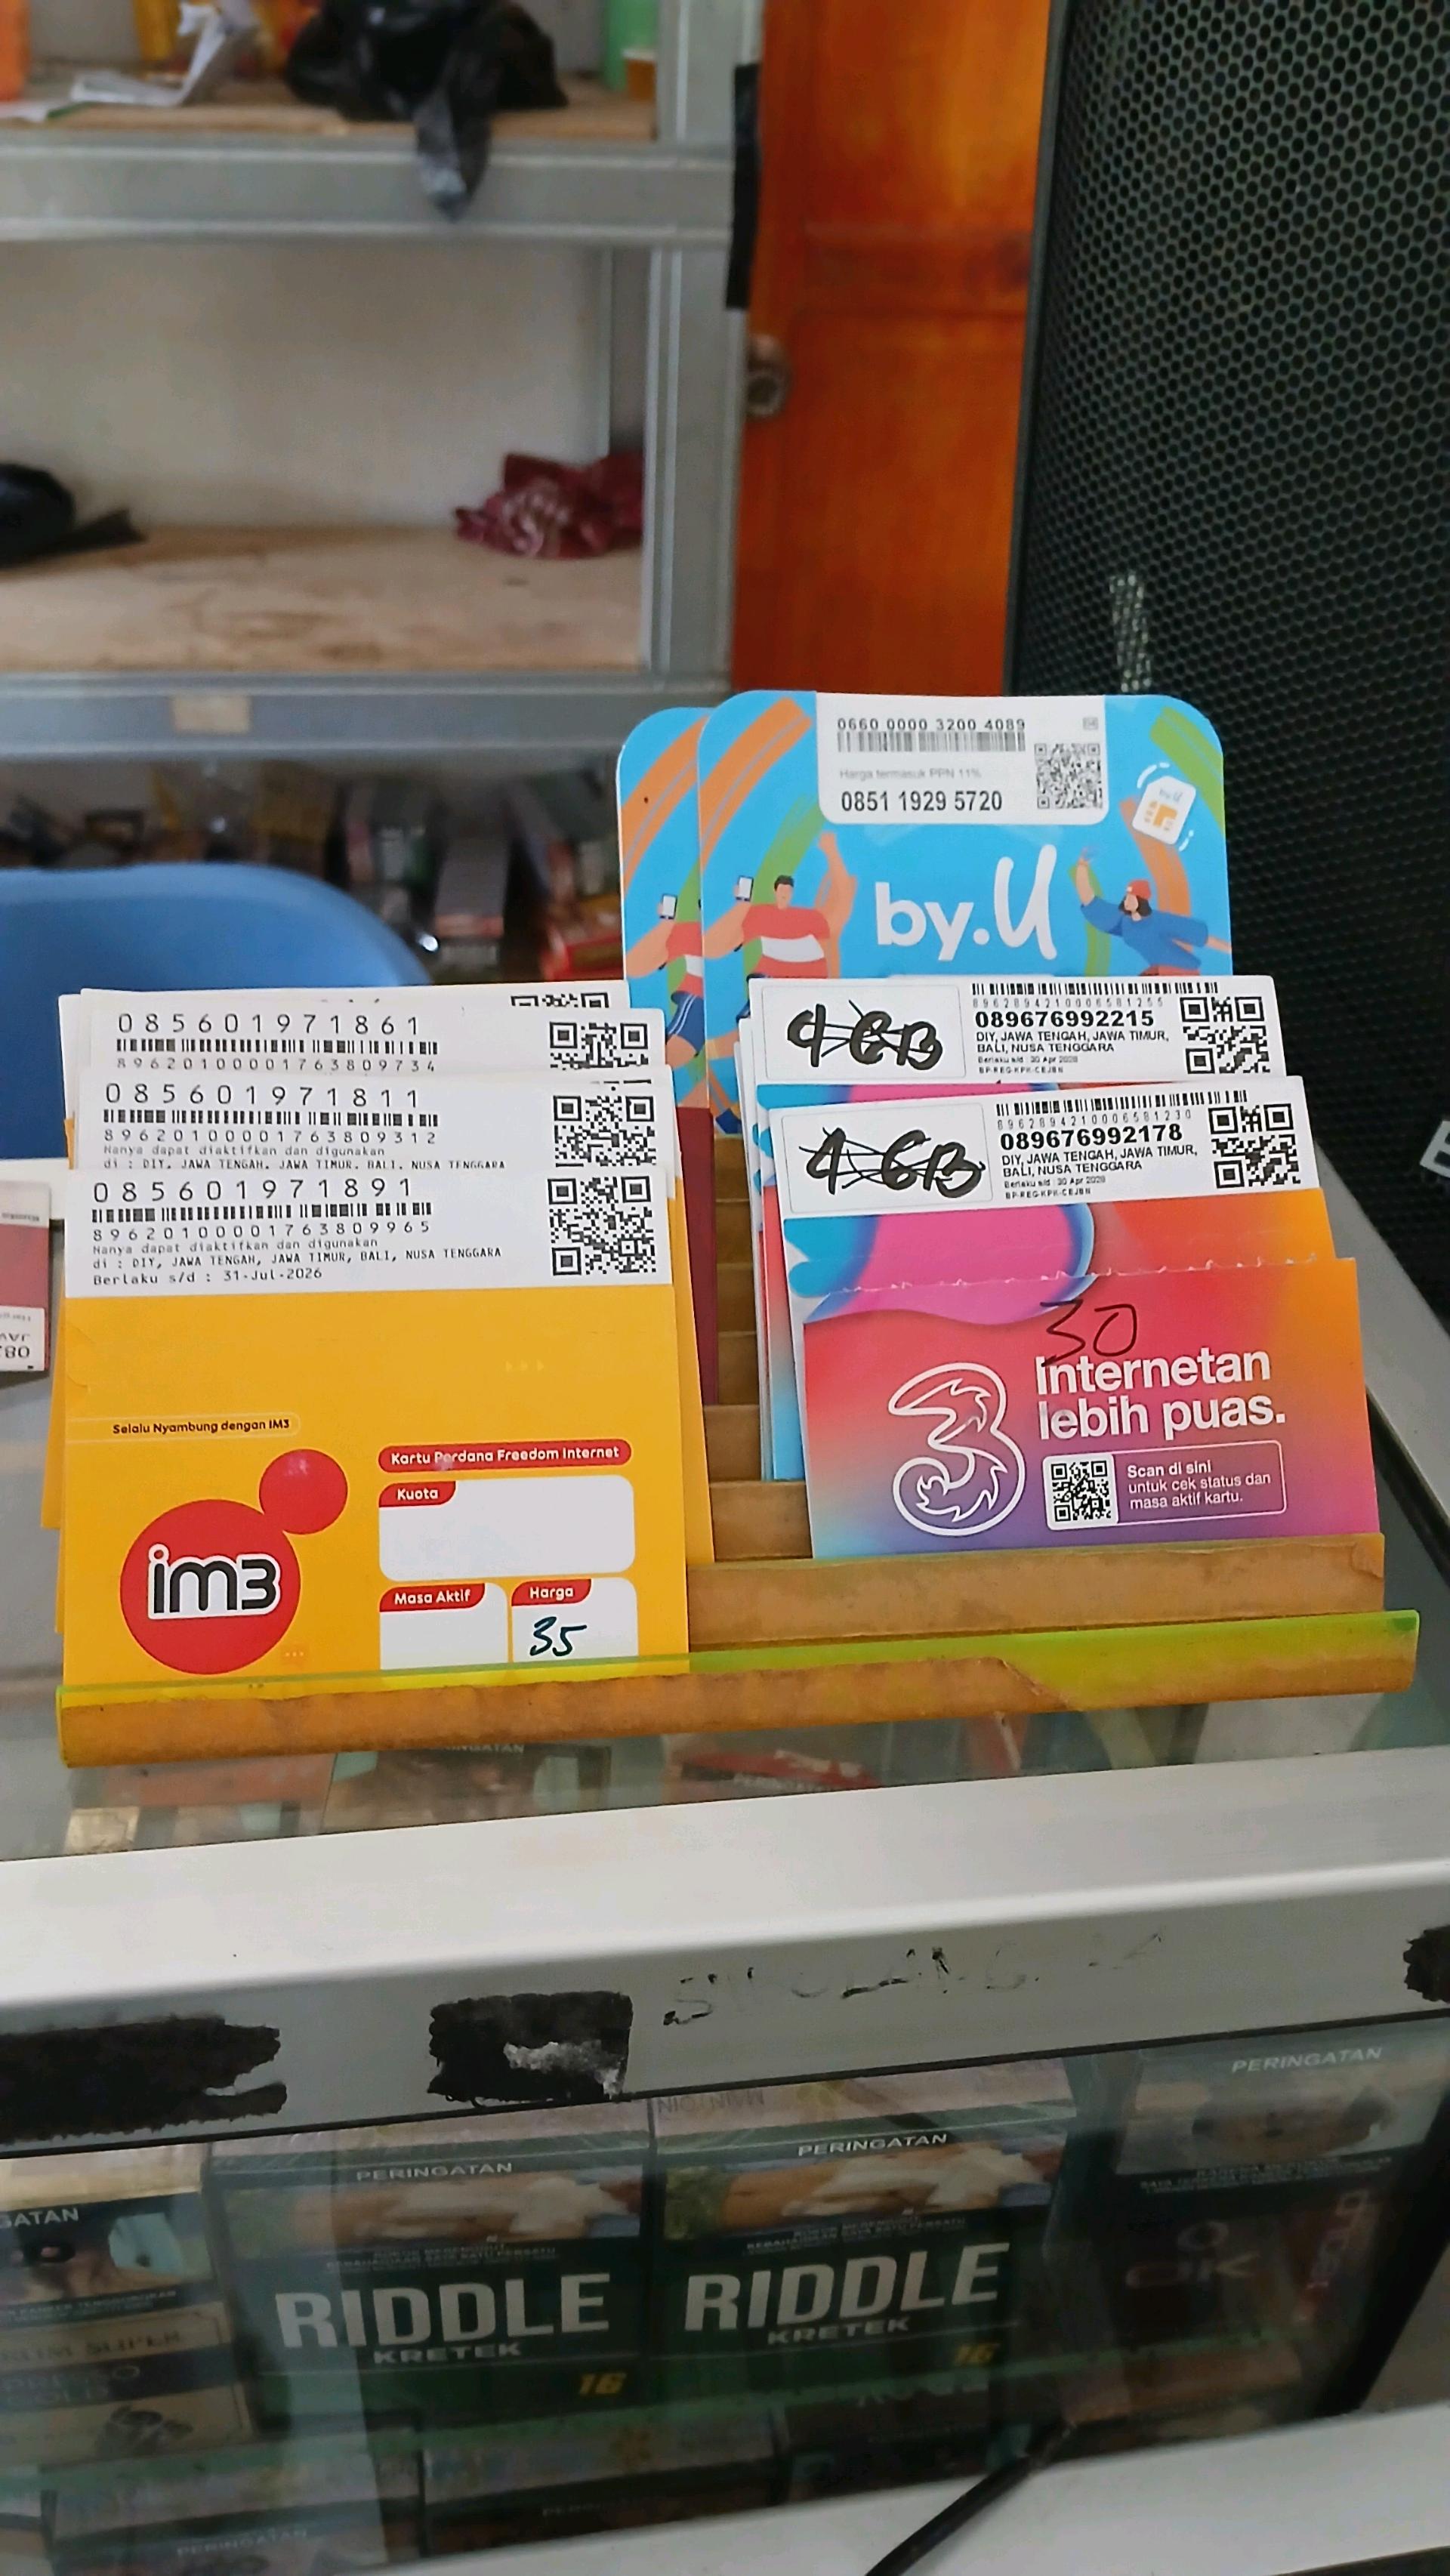 0660 0000 3200 4089
Harga termasuk PPN 11%
0851 1929 5720
by.U
085601971861
89620100001763809734
085601971811
89620100001763809312
Hanya dapat diaktifkan dan digunakan
di : DIY, JAWA TENGAH, JAWA TIMUR, BALI, NUSA TENGGARA
085601971891
89620100001763809965
Hanya dapat diaktifkan dan digunakan
di : DIY, JAWA TENGAH, JAWA TIMUR, BALI, NUSA TENGGARA
Berlaku s/d : 31-Jul-2026
Selalu Nyambung dengan IM3
im3
Kartu Perdana Freedom Internet
Kuota
Masa Aktif
Harga
35
4 GB
089676992215
DIY, JAWA TENGAH, JAWA TIMUR,
BALI, NUSA TENGGARA
4 GB
089676992178
DIY, JAWA TENGAH, JAWA TIMUR,
BALI, NUSA TENGGARA
30
3
Internetan
lebih puas.
Scan di sini
untuk cek status dan
masa aktif kartu.
PERINGATAN
RIDDLE
KRETEK
16
PERINGATAN
RIDDLE
KRETEK
16
PERINGATAN